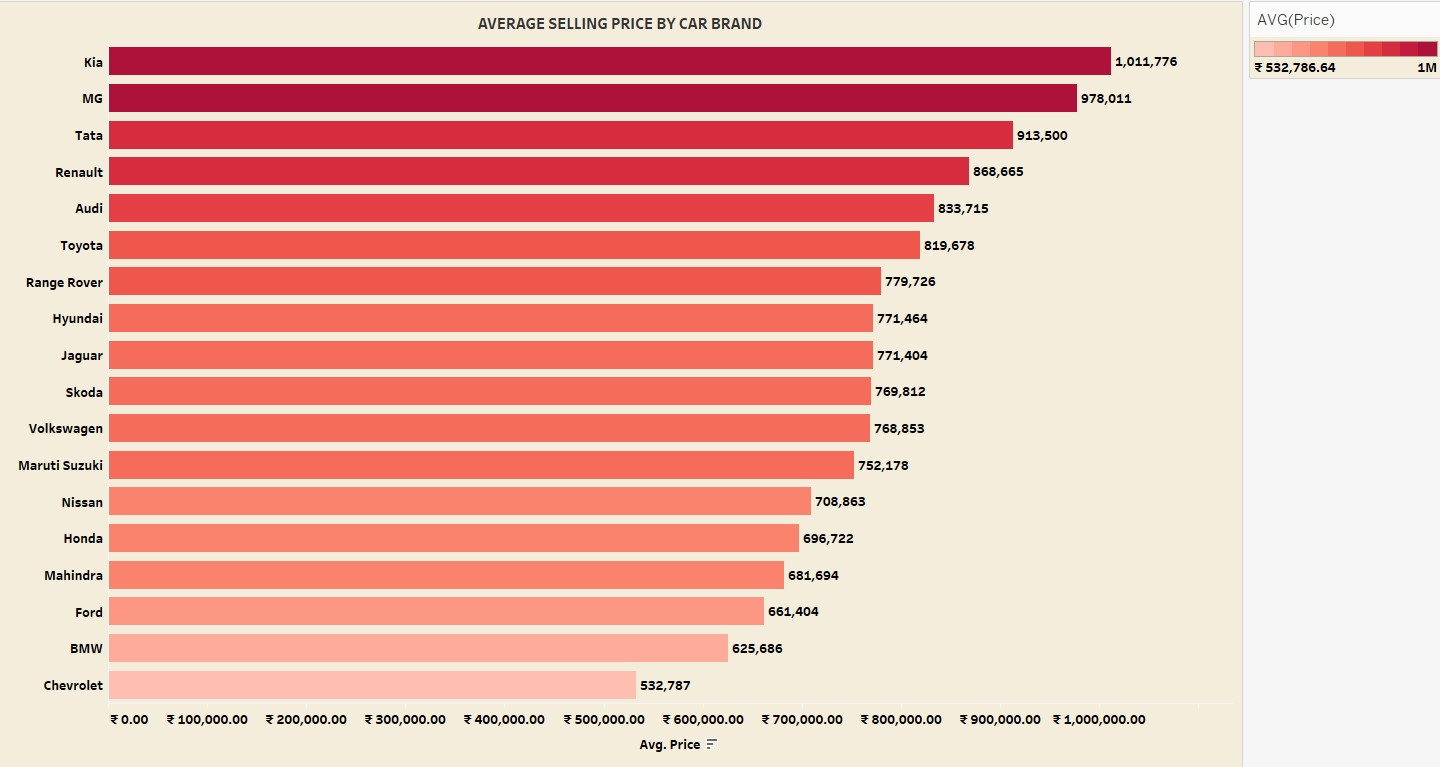 AVERAGE SELLING PRICE BY CAR BRAND
Kia 1,011,776
MG 978,011
Tata 913,500
Renault 868,665
Audi 833,715
Toyota 819,678
Range Rover 779,726
Hyundai 771,464
Jaguar 771,404
Skoda 769,812
Volkswagen 768,853
Maruti Suzuki 752,178
Nissan 708,863
Honda 696,722
Mahindra 681,694
Ford 661,404
BMW 625,686
Chevrolet 532,787
₹ 0.00 ₹ 100,000.00 ₹ 200,000.00 ₹ 300,000.00 ₹ 400,000.00 ₹ 500,000.00 ₹ 600,000.00 ₹ 700,000.00 ₹ 800,000.00 ₹ 900,000.00 ₹ 1,000,000.00
Avg. Price
AVG(Price)
₹ 532,786.64 1M